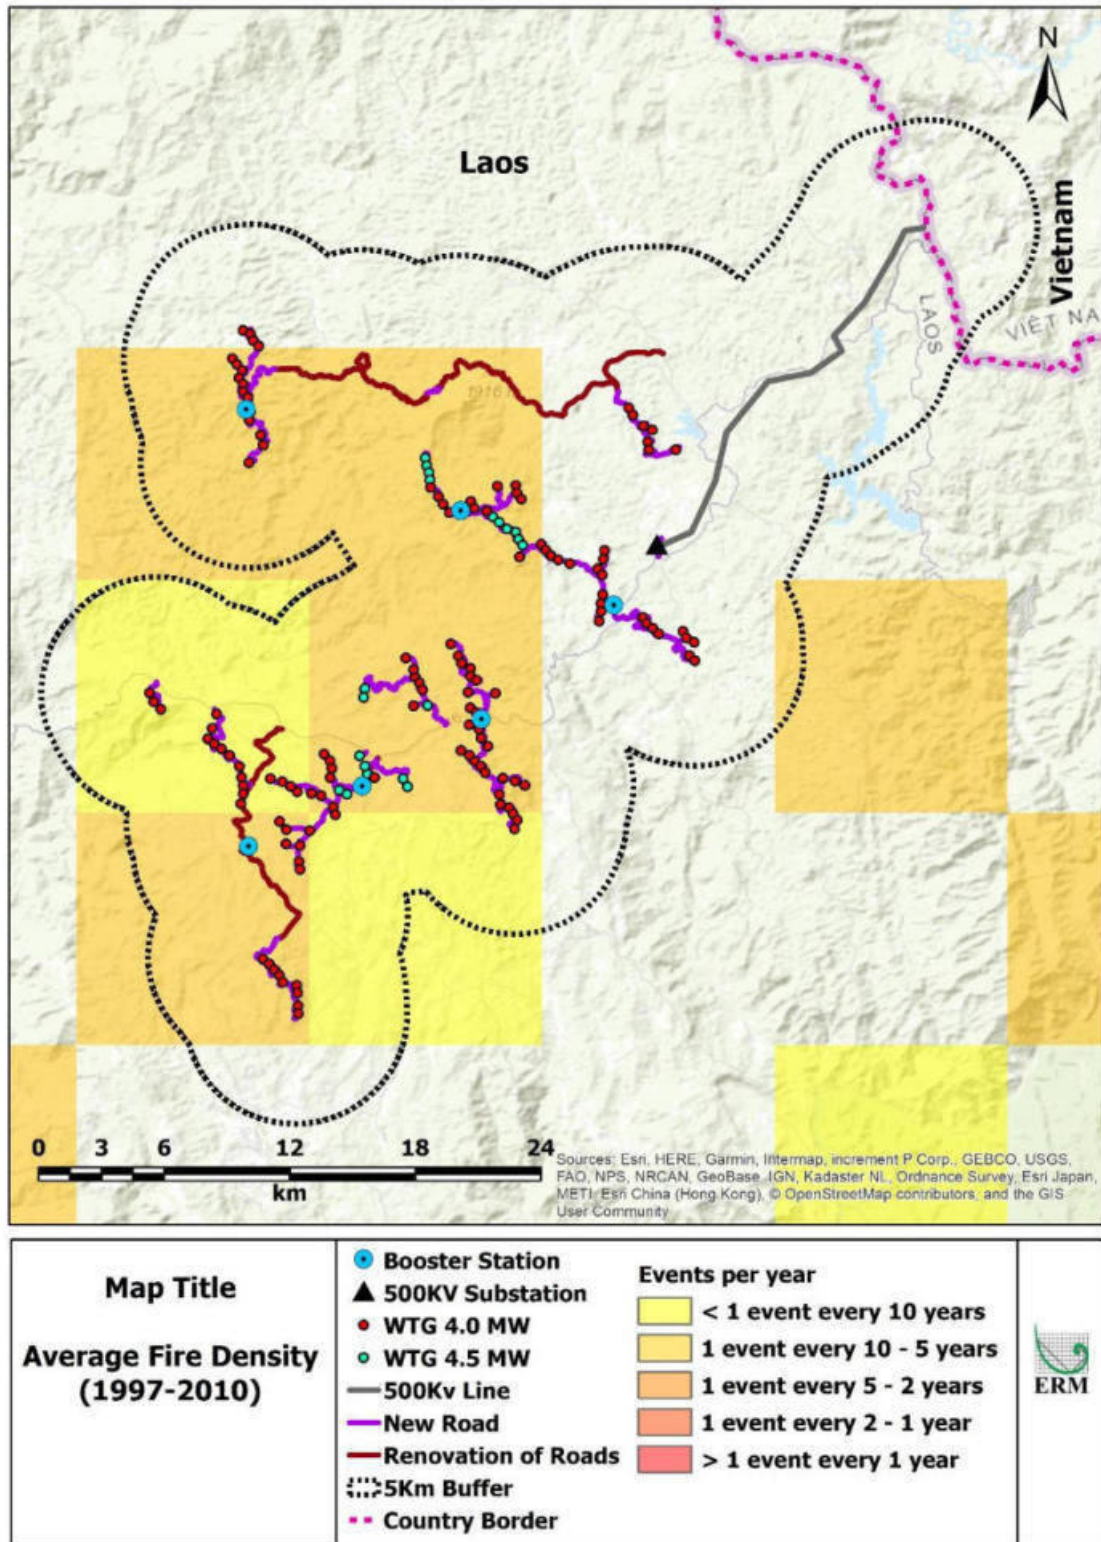 N
Laos
Vietnam
LAOS
VIÊT NA
0 3 6 12 18 24
km
Sources: Esri, HERE, Garmin, Intermap, increment P Corp., GEBCO, USGS,
FAO, NPS, NRCAN, GeoBase, IGN, Kadaster NL, Ordnance Survey, Esri Japan,
METI, Esri China (Hong Kong), © OpenStreetMap contributors, and the GIS
User Community
Map Title
Average Fire Density
(1997-2010)
Booster Station
500KV Substation
WTG 4.0 MW
WTG 4.5 MW
500Kv Line
New Road
Renovation of Roads
5Km Buffer
Country Border
Events per year
< 1 event every 10 years
1 event every 10 - 5 years
1 event every 5 - 2 years
1 event every 2 - 1 year
> 1 event every 1 year
ERM